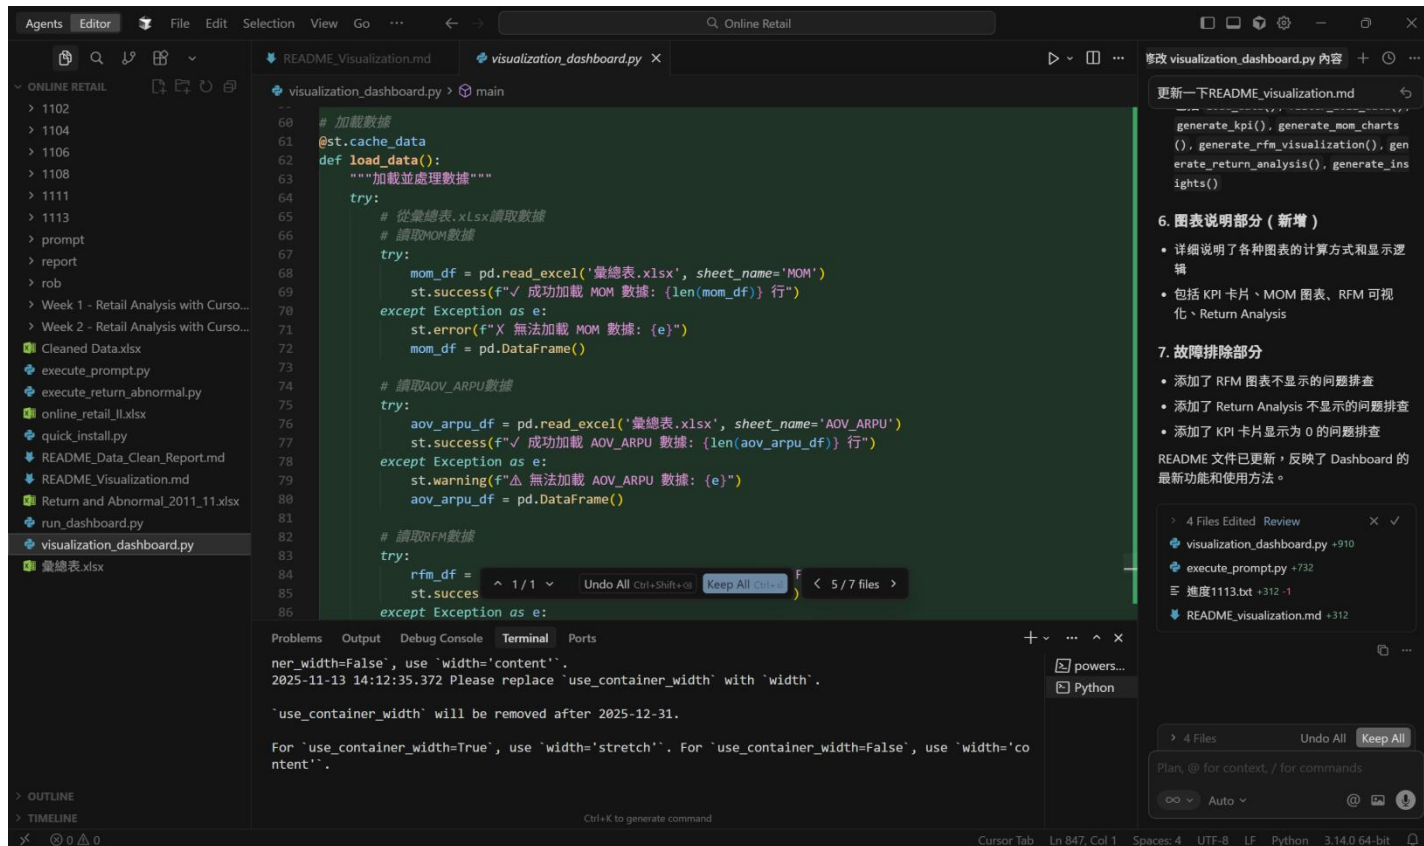 Agents Editor File Edit Selection View Go ··· ← → Online Retail
ONLINE RETAIL
> 1102
> 1104
> 1106
> 1108
> 1111
> 1113
> prompt
> report
> rob
> Week 1 - Retail Analysis with Curso...
> Week 2 - Retail Analysis with Curso...
Cleaned Data.xlsx
execute_prompt.py
execute_return_abnormal.py
online_retail_II.xlsx
quick_install.py
README_Data_Clean_Report.md
README_Visualization.md
Return and Abnormal_2011_11.xlsx
run_dashboard.py
visualization_dashboard.py
彙總表.xlsx
> OUTLINE
> TIMELINE
README_Visualization.md visualization_dashboard.py ×
visualization_dashboard.py > main
60 # 加載數據
61 @st.cache_data
62 def load_data():
63 """加載並處理數據"""
64 try:
65 # 從彙總表.xlsx讀取數據
66 # 讀取MOM數據
67 try:
68 mom_df = pd.read_excel('彙總表.xlsx', sheet_name='MOM')
69 st.success(f"✓ 成功加載 MOM 數據: {len(mom_df)} 行")
70 except Exception as e:
71 st.error(f"X 無法加載 MOM 數據: {e}")
72 mom_df = pd.DataFrame()
73
74 # 讀取AOV_ARPU數據
75 try:
76 aov_arpu_df = pd.read_excel('彙總表.xlsx', sheet_name='AOV_ARPU')
77 st.success(f"✓ 成功加載 AOV_ARPU 數據: {len(aov_arpu_df)} 行")
78 except Exception as e:
79 st.warning(f"⚠ 無法加載 AOV_ARPU 數據: {e}")
80 aov_arpu_df = pd.DataFrame()
81
82 # 讀取RFM數據
83 try:
84 rfm_df =
85 st.succes
86 except Exception as e:
1 / 1 Undo All Ctrl+Shift+⌫ Keep All Ctrl+⏎ < 5 / 7 files >
Problems Output Debug Console Terminal Ports
ner_width=False`, use `width='content'`.
2025-11-13 14:12:35.372 Please replace `use_container_width` with `width`.
`use_container_width` will be removed after 2025-12-31.
For `use_container_width=True`, use `width='stretch'`. For `use_container_width=False`, use `width='co
ntent'`.
Ctrl+K to generate command
powers...
Python
修改 visualization_dashboard.py 內容
更新一下README_visualization.md
generate_kpi(), generate_mom_charts
(), generate_rfm_visualization(), gen
erate_return_analysis(), generate_ins
ights()
6. 图表说明部分（新增）
• 详细说明了各种图表的计算方式和显示逻
辑
• 包括 KPI 卡片、MOM 图表、RFM 可视
化、Return Analysis
7. 故障排除部分
• 添加了 RFM 图表不显示的问题排查
• 添加了 Return Analysis 不显示的问题排查
• 添加了 KPI 卡片显示为 0 的问题排查
README 文件已更新，反映了 Dashboard 的
最新功能和使用方法。
> 4 Files Edited Review
visualization_dashboard.py +910
execute_prompt.py +732
進度1113.txt +312 -1
README_visualization.md +312
> 4 Files Undo All Keep All
Plan, @ for context, / for commands
∞ Auto
0 0 Cursor Tab Ln 847, Col 1 Spaces: 4 UTF-8 LF Python 3.14.0 64-bit